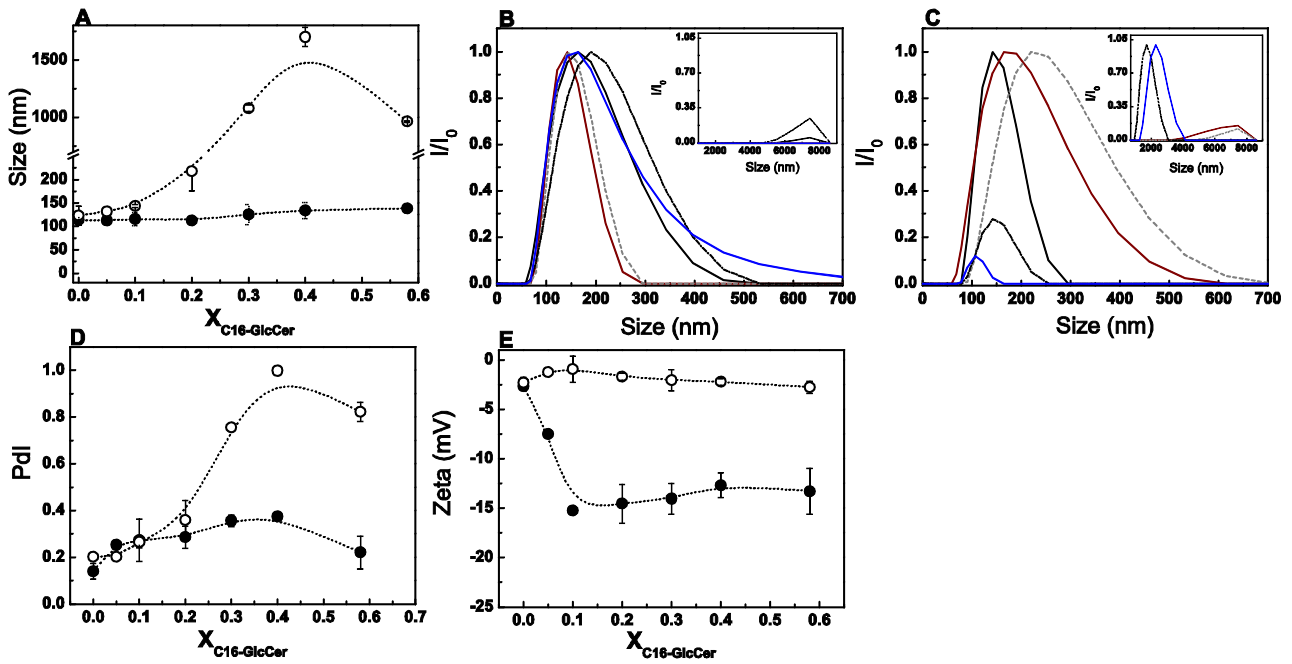 A
Size (nm)
1500
1000
200
150
100
50
0
0.0 0.1 0.2 0.3 0.4 0.5 0.6
X C16-GlcCer
B
I/I0
1.0
0.8
0.6
0.4
0.2
0.0
0 100 200 300 400 500 600 700
Size (nm)
I/I0
1.05
0.70
0.35
0.00
2000 4000 6000 8000
Size (nm)
C
I/I0
1.0
0.8
0.6
0.4
0.2
0.0
0 100 200 300 400 500 600 700
Size (nm)
I/I0
1.05
0.70
0.35
0.00
2000 4000 6000 8000
Size (nm)
D
PdI
1.0
0.8
0.6
0.4
0.2
0.0
0.0 0.1 0.2 0.3 0.4 0.5 0.6 0.7
X C16-GlcCer
E
Zeta (mV)
0
-5
-10
-15
-20
-25
0.0 0.1 0.2 0.3 0.4 0.5 0.6
X C16-GlcCer